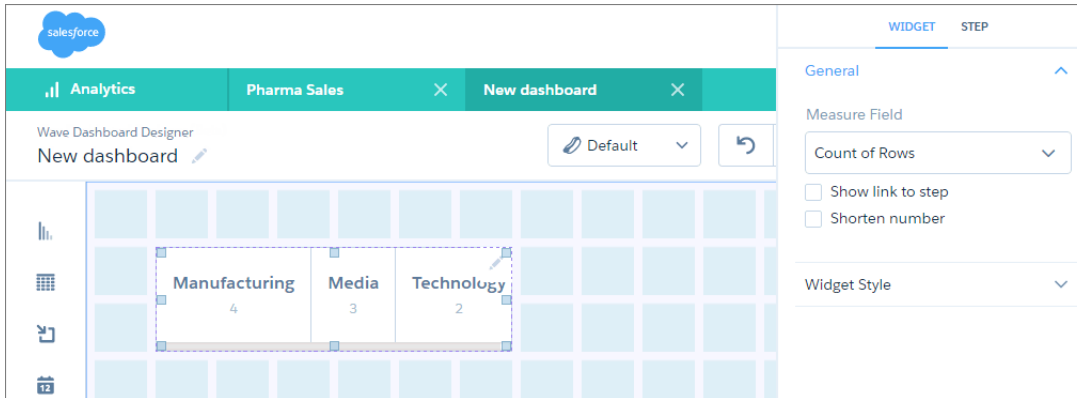 salesforce
WIDGET STEP
Analytics Pharma Sales New dashboard
General
Wave Dashboard Designer
New dashboard
Default
Measure Field
Count of Rows
Show link to step
Shorten number
Manufacturing Media Technology
4 3 2
Widget Style
12